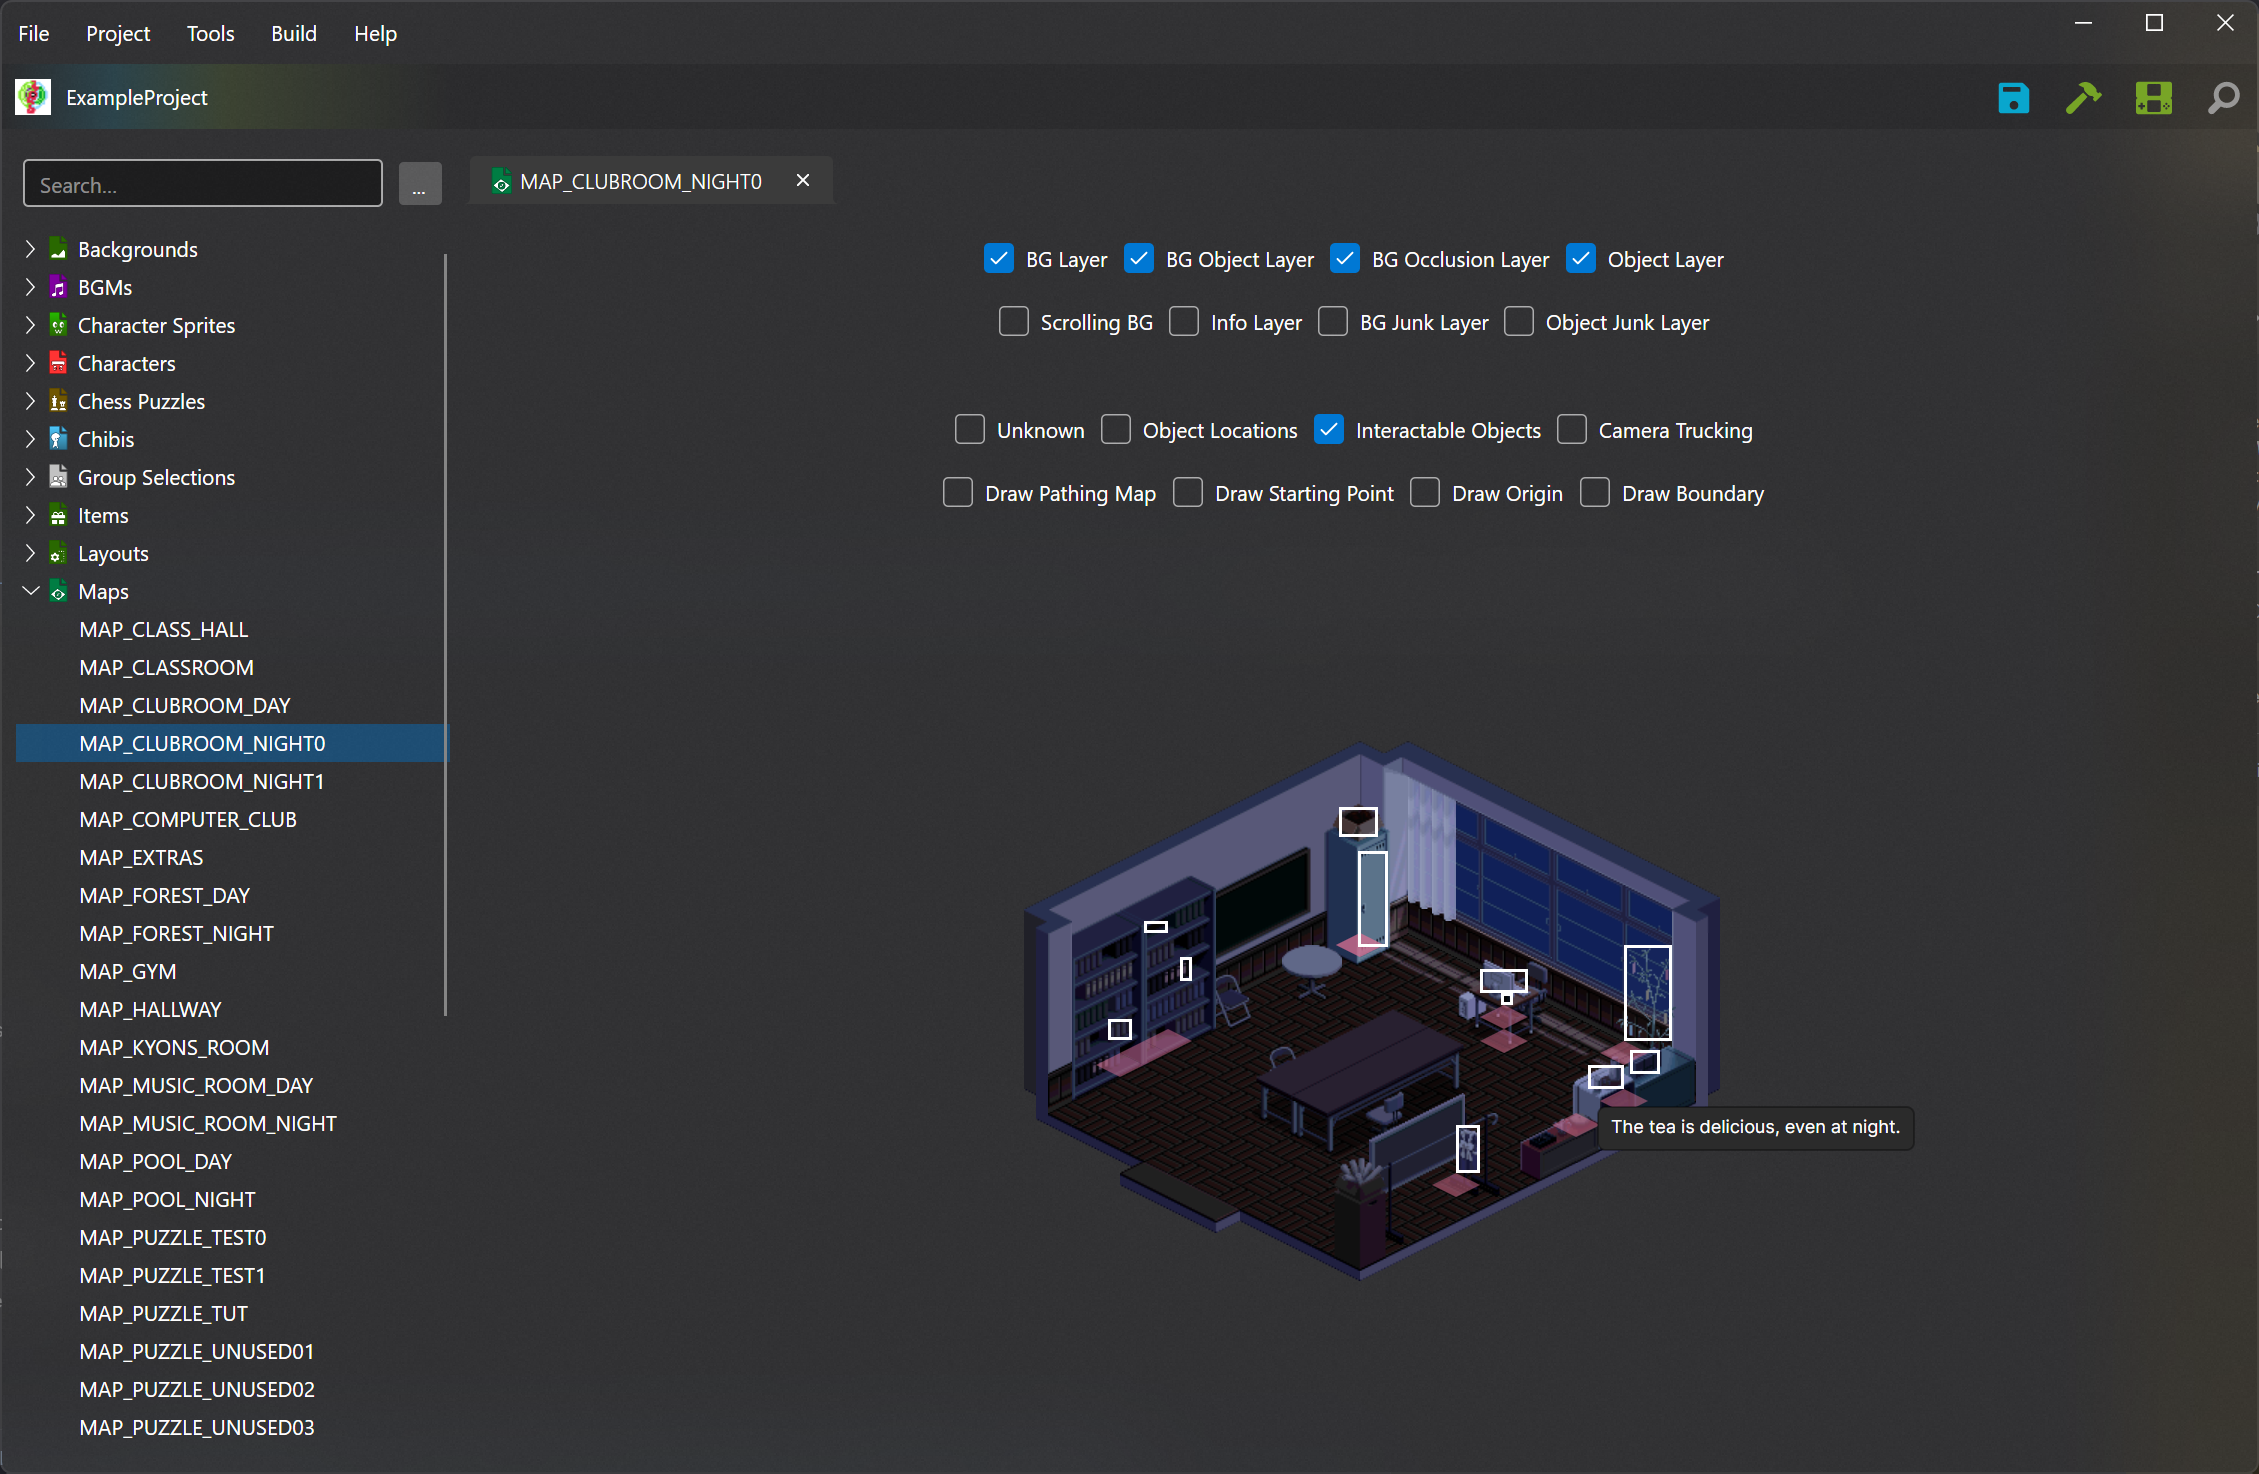 File Project Tools Build Help
ExampleProject
Search...
...
MAP_CLUBROOM_NIGHT0
Backgrounds
BGMs
Character Sprites
Characters
Chess Puzzles
Chibis
Group Selections
Items
Layouts
Maps
MAP_CLASS_HALL
MAP_CLASSROOM
MAP_CLUBROOM_DAY
MAP_CLUBROOM_NIGHT0
MAP_CLUBROOM_NIGHT1
MAP_COMPUTER_CLUB
MAP_EXTRAS
MAP_FOREST_DAY
MAP_FOREST_NIGHT
MAP_GYM
MAP_HALLWAY
MAP_KYONS_ROOM
MAP_MUSIC_ROOM_DAY
MAP_MUSIC_ROOM_NIGHT
MAP_POOL_DAY
MAP_POOL_NIGHT
MAP_PUZZLE_TEST0
MAP_PUZZLE_TEST1
MAP_PUZZLE_TUT
MAP_PUZZLE_UNUSED01
MAP_PUZZLE_UNUSED02
MAP_PUZZLE_UNUSED03
BG Layer BG Object Layer BG Occlusion Layer Object Layer
Scrolling BG Info Layer BG Junk Layer Object Junk Layer
Unknown Object Locations Interactable Objects Camera Trucking
Draw Pathing Map Draw Starting Point Draw Origin Draw Boundary
The tea is delicious, even at night.